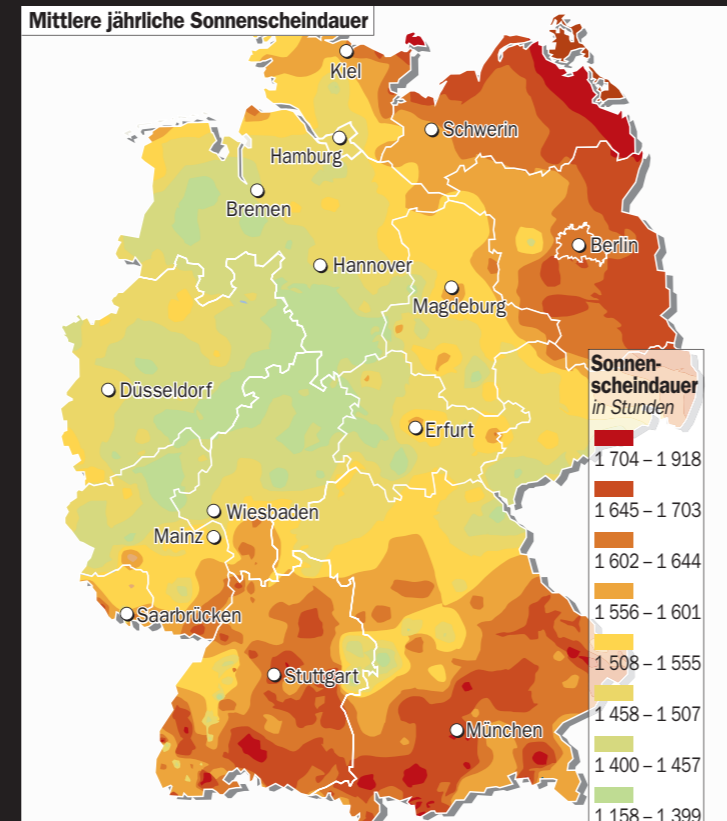 Mittlere jährliche Sonnenscheindauer
Kiel
Schwerin
Hamburg
Bremen
Berlin
Hannover
Magdeburg
Düsseldorf
Erfurt
Wiesbaden
Mainz
Saarbrücken
Stuttgart
München
Sonnen-
scheindauer
in Stunden
1 704 – 1 918
1 645 – 1 703
1 602 – 1 644
1 556 – 1 601
1 508 – 1 555
1 458 – 1 507
1 400 – 1 457
1 158 – 1 399